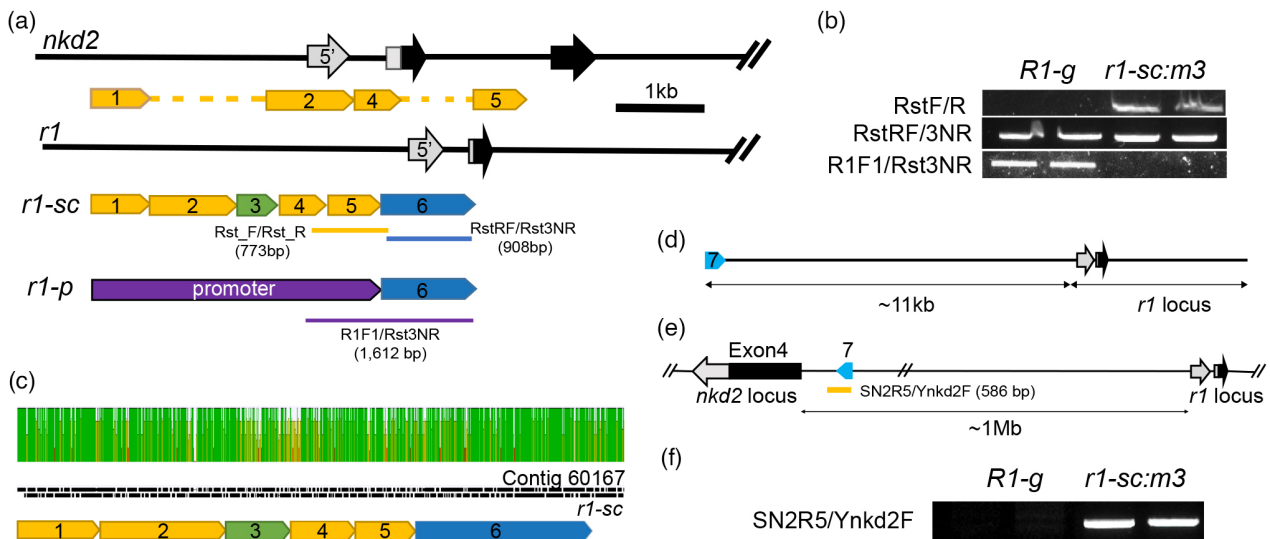 (a)
nkd2
5'
1 2 4 5
1kb
r1
5'
r1-sc
1 2 3 4 5 6
Rst_F/Rst_R
(773bp)
RstRF/Rst3NR
(908bp)
r1-p
promoter 6
R1F1/Rst3NR
(1,612 bp)
(b)
R1-g r1-sc:m3
RstF/R
RstRF/3NR
R1F1/Rst3NR
(c)
Contig 60167
r1-sc
1 2 3 4 5 6
(d)
7
~11kb r1 locus
(e)
Exon4 7
SN2R5/Ynkd2F (586 bp)
nkd2 locus r1 locus
~1Mb
(f)
R1-g r1-sc:m3
SN2R5/Ynkd2F